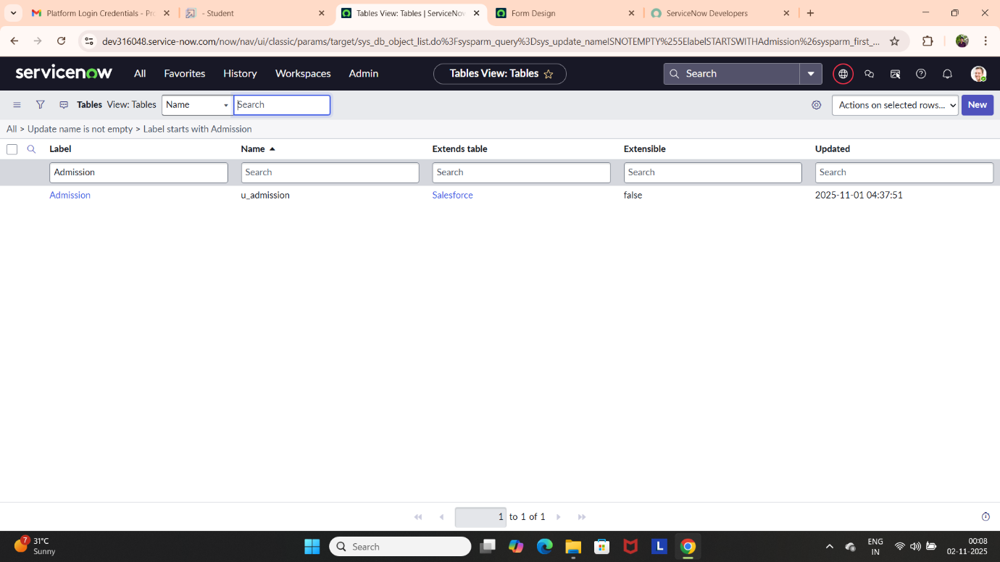 Platform Login Credentials - Pro
- Student
Tables View: Tables | ServiceNow
Form Design
ServiceNow Developers
dev316048.service-now.com/now/nav/ui/classic/params/target/sys_db_object_list.do%3Fsysparm_query%3Dsys_update_nameISNOTEMPTY%255ElabelSTARTSWITHAdmission%26sysparm_first_...
servicenow All Favorites History Workspaces Admin Tables View: Tables Search
Tables View: Tables Name Search Actions on selected rows... New
All > Update name is not empty > Label starts with Admission
Label Name Extends table Extensible Updated
Admission Search Search Search Search
Admission u_admission Salesforce false 2025-11-01 04:37:51
1 to 1 of 1
7
31°C
Sunny
Search
L
ENG
IN
00:08
02-11-2025